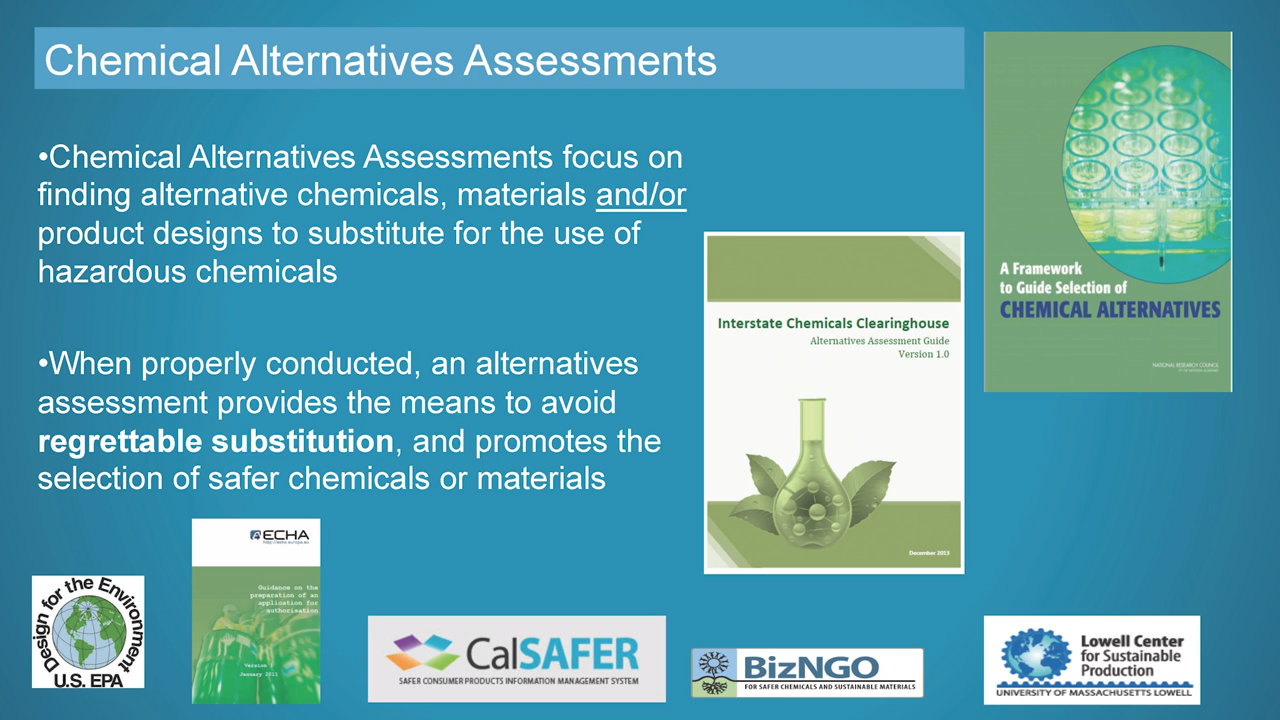 Chemical Alternatives Assessments
•Chemical Alternatives Assessments focus on
finding alternative chemicals, materials and/or
product designs to substitute for the use of
hazardous chemicals
•When properly conducted, an alternatives
assessment provides the means to avoid
regrettable substitution, and promotes the
selection of safer chemicals or materials
A Framework
to Guide Selection of
CHEMICAL ALTERNATIVES
NATIONAL RESEARCH COUNCIL
Interstate Chemicals Clearinghouse
Alternatives Assessment Guide
Version 1.0
December 2013
ECHA
Guidance on the
preparation of an
application for
authorisation
Version
January 2011
Design for the Environment
U.S. EPA
CalSAFER
SAFER CONSUMER PRODUCTS INFORMATION MANAGEMENT SYSTEM
BizNGO
FOR SAFER CHEMICALS AND SUSTAINABLE MATERIALS
Lowell Center
for Sustainable
Production
UNIVERSITY OF MASSACHUSETTS LOWELL